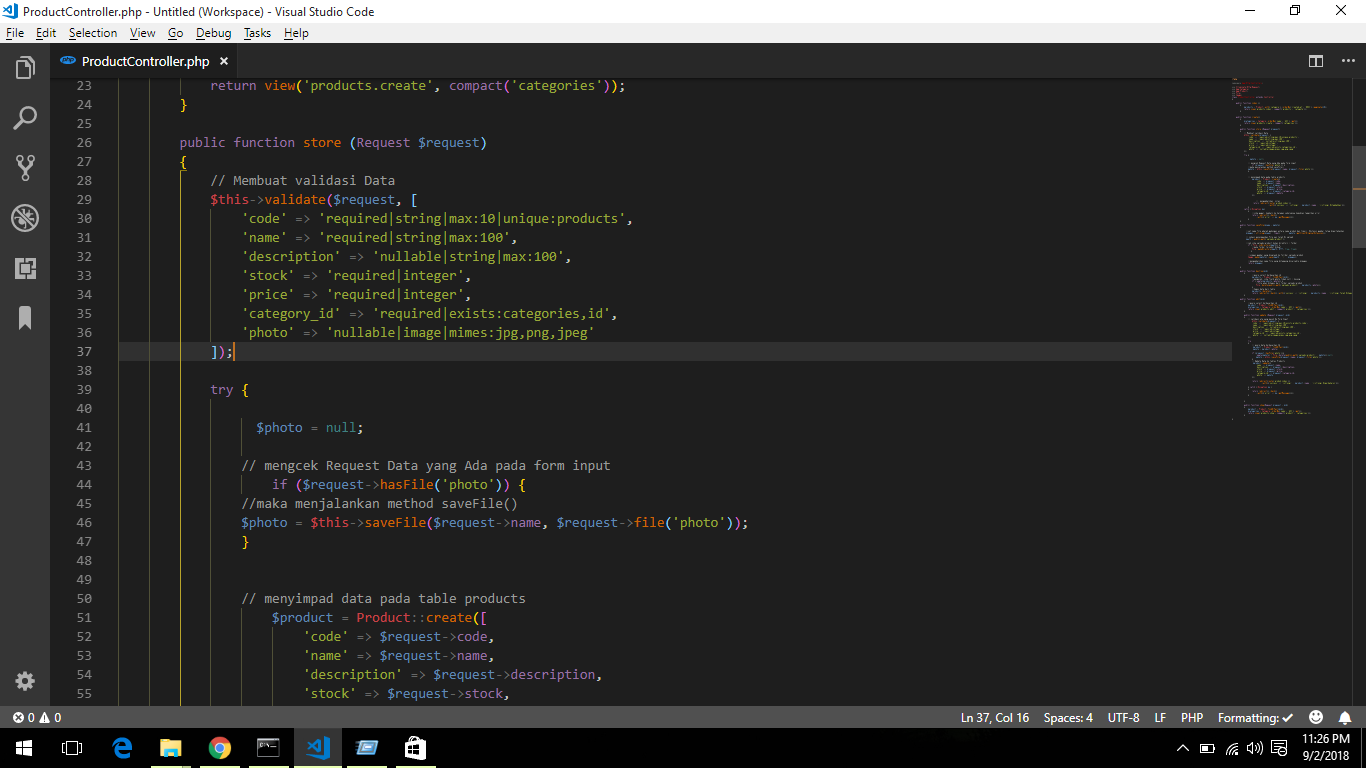 ProductController.php - Untitled (Workspace) - Visual Studio Code
File Edit Selection View Go Debug Tasks Help
php ProductController.php ×
23 return view('products.create', compact('categories'));
24 }
25
26 public function store (Request $request)
27 {
28 // Membuat validasi Data
29 $this->validate($request, [
30 'code' => 'required|string|max:10|unique:products',
31 'name' => 'required|string|max:100',
32 'description' => 'nullable|string|max:100',
33 'stock' => 'required|integer',
34 'price' => 'required|integer',
35 'category_id' => 'required|exists:categories,id',
36 'photo' => 'nullable|image|mimes:jpg,png,jpeg'
37 ]);
38
39 try {
40
41 $photo = null;
42
43 // mengcek Request Data yang Ada pada form input
44 if ($request->hasFile('photo')) {
45 //maka menjalankan method saveFile()
46 $photo = $this->saveFile($request->name, $request->file('photo'));
47 }
48
49
50 // menyimpad data pada table products
51 $product = Product::create([
52 'code' => $request->code,
53 'name' => $request->name,
54 'description' => $request->description,
55 'stock' => $request->stock,
0 0 Ln 37, Col 16 Spaces: 4 UTF-8 LF PHP Formatting: ✓
11:26 PM
9/2/2018